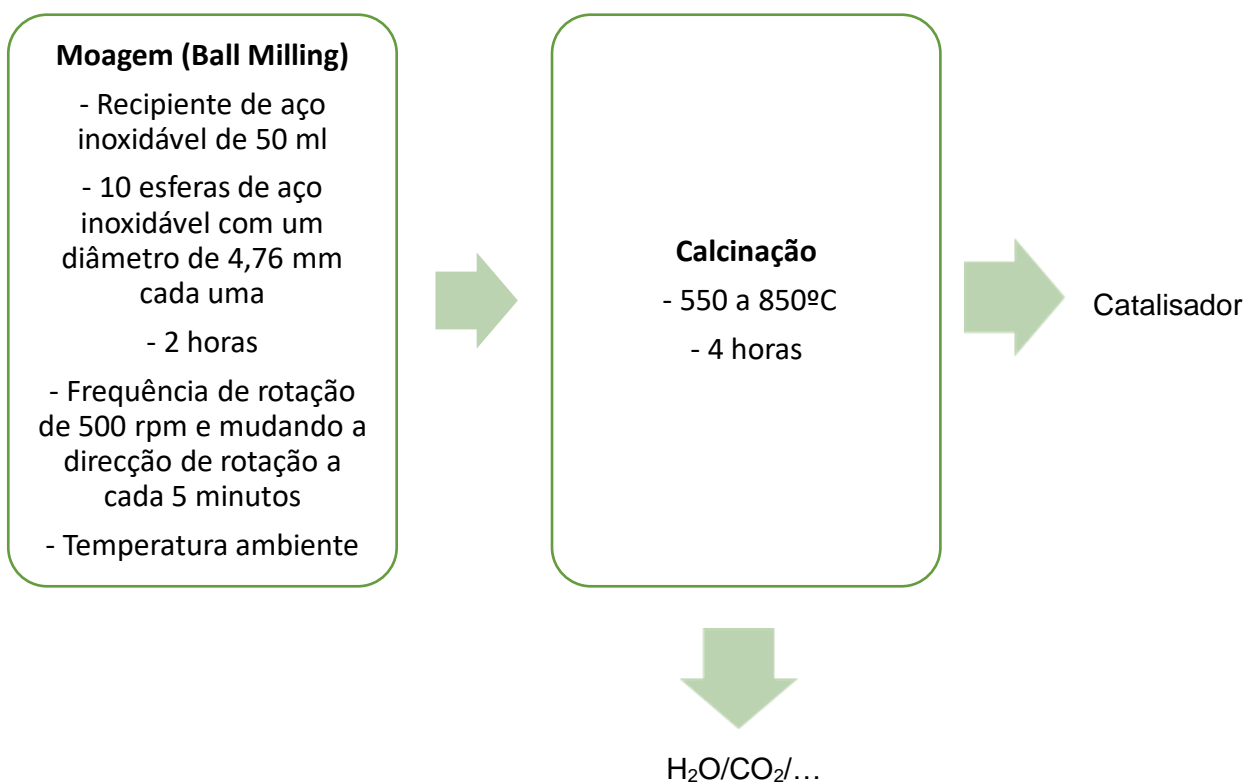 Moagem (Ball Milling)
- Recipiente de aço
inoxidável de 50 ml
- 10 esferas de aço
inoxidável com um
diâmetro de 4,76 mm
cada uma
- 2 horas
- Frequência de rotação
de 500 rpm e mudando a
direcção de rotação a
cada 5 minutos
- Temperatura ambiente
Calcinação
- 550 a 850ºC
- 4 horas
Catalisador
H₂O/CO₂/...